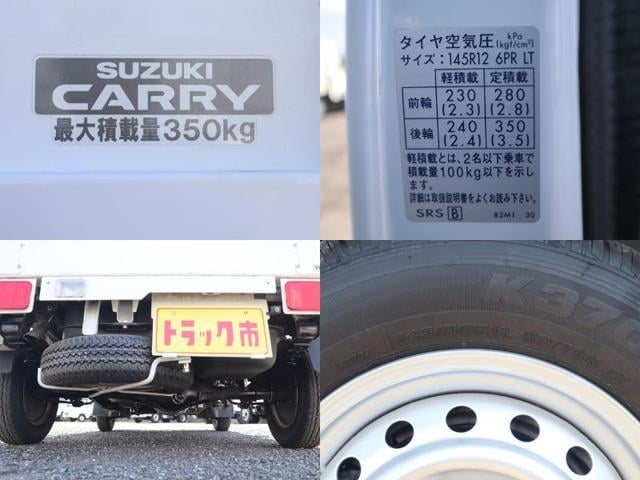 SUZUKI
CARRY
最大積載量350kg
タイヤ空気圧 kPa (kgf/cm²)
サイズ:145R12 6PR LT
軽積載 定積載
前輪 230 (2.3) 280 (2.8)
後輪 240 (2.4) 350 (3.5)
軽積載とは、2名以下乗車で
積載量100kg以下を示し
ます。
詳細は取扱説明書をよくお読み下さい。
SRS B 82M1 30
トラック市
K37